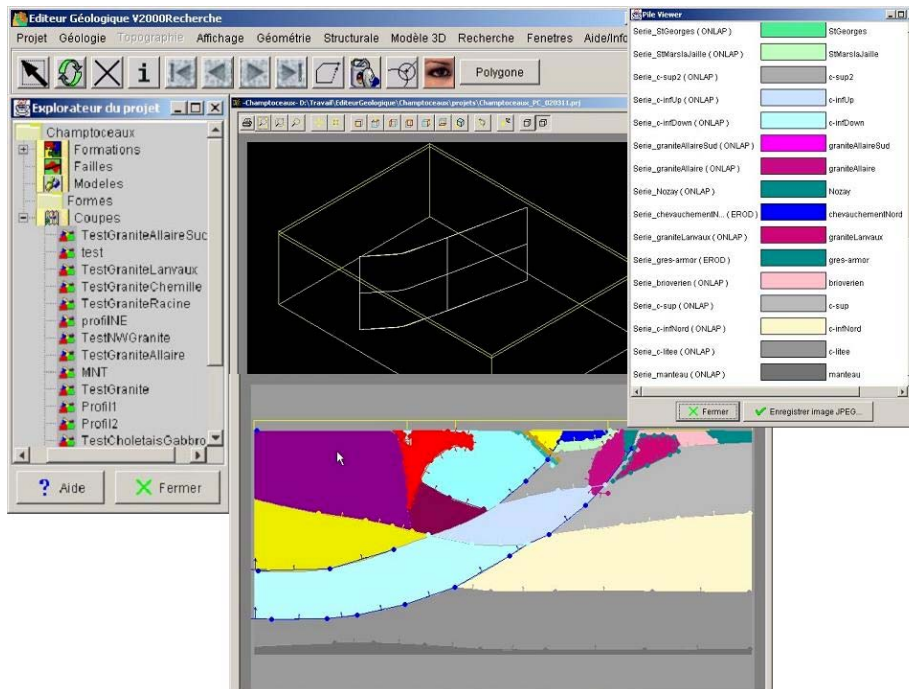 Editeur Géologique V2000Recherche
Projet Géologie Topographie Affichage Géométrie Structurale Modèle 3D Recherche Fenetres Aide/Info
Polygone
Explorateur du projet
Champtoceaux
Formations
Failles
Modeles
Formes
Coupes
TestGraniteAllaireSuc
test
TestGraniteLanvaux
TestGraniteChemille
TestGraniteRacine
profilNE
TestNWGranite
TestGraniteAllaire
MNT
TestGranite
Profil1
Profil2
TestCholetaisGabbro
? Aide
Fermer
-Champtoceaux- D:\Travail\EditeurGeologique\Champtoceaux\projets\Champtoceaux_PC_020311.prj
Pile Viewer
Serie_StGeorges ( ONLAP ) StGeorges
Serie_StMarslaJaille ( ONLAP ) StMarslaJaille
Serie_c-sup2 ( ONLAP ) c-sup2
Serie_c-infUp ( ONLAP ) c-infUp
Serie_c-infDown ( ONLAP ) c-infDown
Serie_graniteAllaireSud ( ONLAP ) graniteAllaireSud
Serie_graniteAllaire ( ONLAP ) graniteAllaire
Serie_Nozay ( ONLAP ) Nozay
Serie_chevauchementN... ( EROD ) chevauchementNord
Serie_graniteLanvaux ( ONLAP ) graniteLanvaux
Serie_gres-armor ( EROD ) gres-armor
Serie_brioverien ( ONLAP ) brioverien
Serie_c-sup ( ONLAP ) c-sup
Serie_c-infNord ( ONLAP ) c-infNord
Serie_c-litee ( ONLAP ) c-litee
Serie_manteau ( ONLAP ) manteau
Fermer
Enregistrer image JPEG...